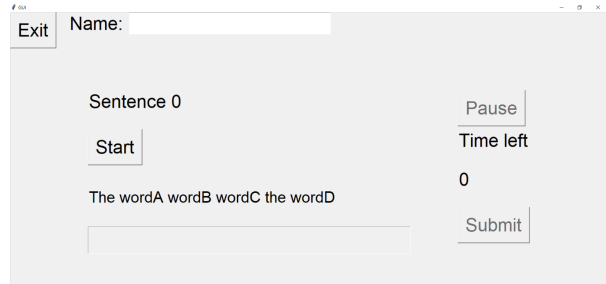 GUI
Exit
Name:
Sentence 0
Pause
Start
Time left
The wordA wordB wordC the wordD
0
Submit